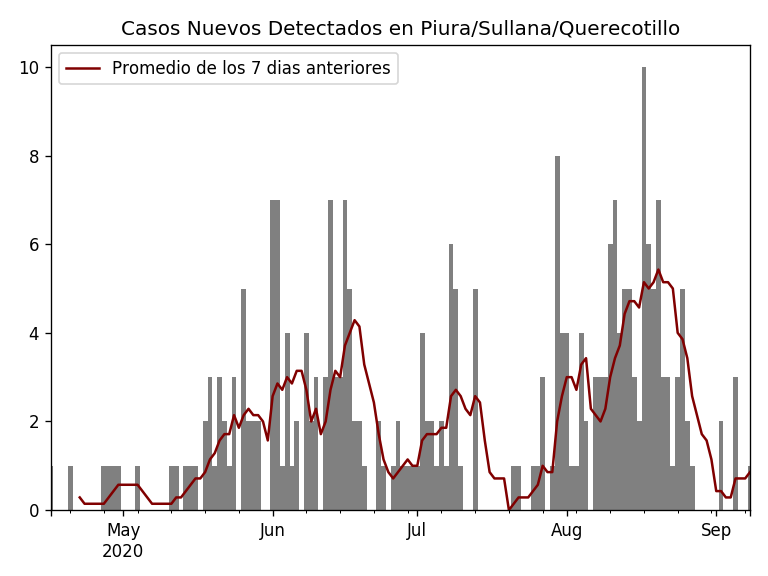 Casos Nuevos Detectados en Piura/Sullana/Querecotillo
Promedio de los 7 dias anteriores
10
8
6
4
2
0
May Jun Jul Aug Sep
2020